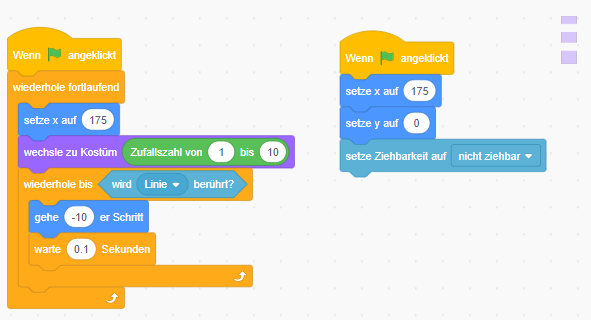 Wenn angeklickt
wiederhole fortlaufend
setze x auf 175
wechsle zu Kostüm Zufallszahl von 1 bis 10
wiederhole bis wird Linie berührt?
gehe -10 er Schritt
warte 0.1 Sekunden
Wenn angeklickt
setze x auf 175
setze y auf 0
setze Ziehbarkeit auf nicht ziehbar